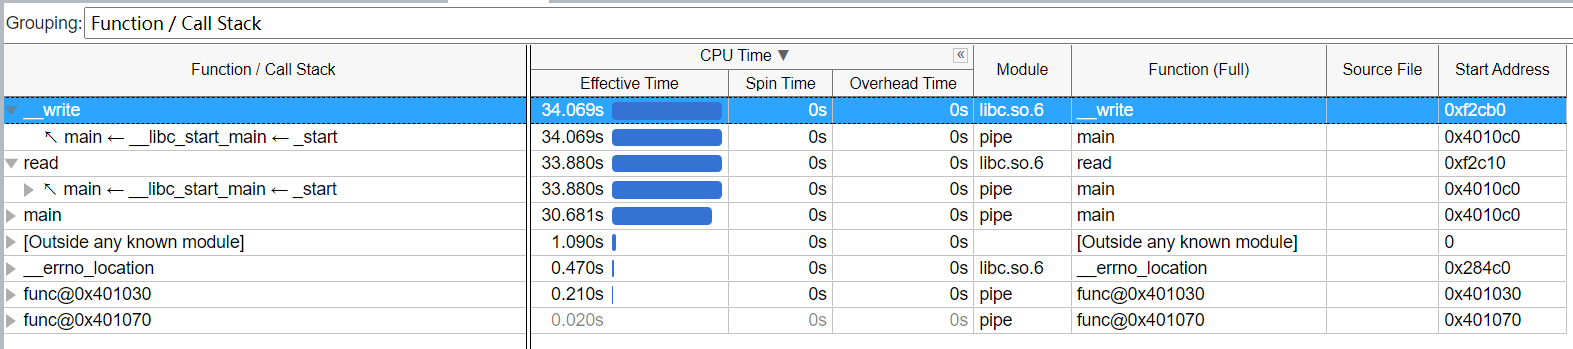 Grouping: Function / Call Stack
Function / Call Stack CPU Time ▼ « Module Function (Full) Source File Start Address
Effective Time Spin Time Overhead Time
__write 34.069s 0s 0s libc.so.6 __write 0xf2cb0
↖ main ← __libc_start_main ← _start 34.069s 0s 0s pipe main 0x4010c0
read 33.880s 0s 0s libc.so.6 read 0xf2c10
↖ main ← __libc_start_main ← _start 33.880s 0s 0s pipe main 0x4010c0
main 30.681s 0s 0s pipe main 0x4010c0
[Outside any known module] 1.090s 0s 0s [Outside any known module] 0
__errno_location 0.470s 0s 0s libc.so.6 __errno_location 0x284c0
func@0x401030 0.210s 0s 0s pipe func@0x401030 0x401030
func@0x401070 0.020s 0s 0s pipe func@0x401070 0x401070